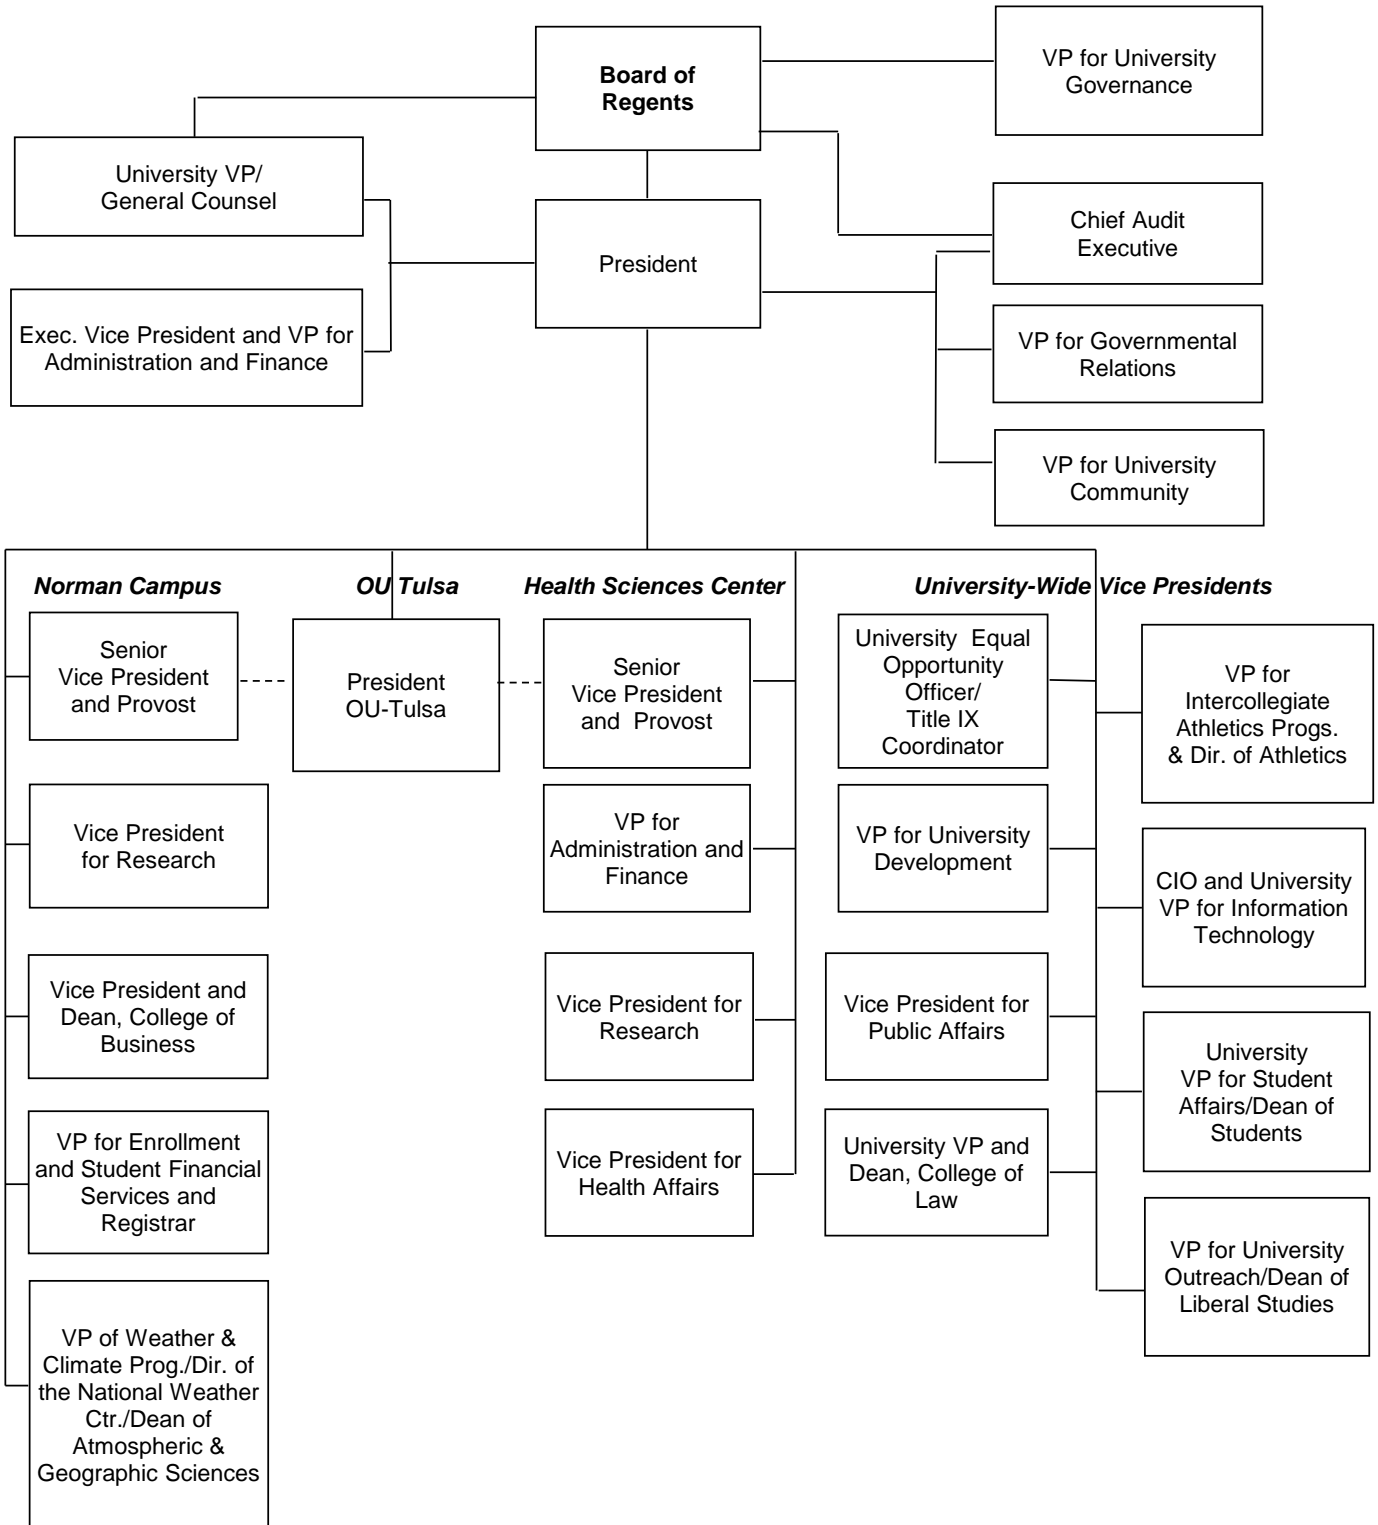 Board of
Regents
VP for University
Governance
University VP/
General Counsel
President
Chief Audit
Executive
Exec. Vice President and VP for
Administration and Finance
VP for Governmental
Relations
VP for University
Community
Norman Campus
OU Tulsa
Health Sciences Center
University-Wide Vice Presidents
Senior
Vice President
and Provost
President
OU-Tulsa
Senior
Vice President
and Provost
University Equal
Opportunity
Officer/
Title IX
Coordinator
VP for
Intercollegiate
Athletics Progs.
& Dir. of Athletics
Vice President
for Research
VP for
Administration and
Finance
VP for University
Development
CIO and University
VP for Information
Technology
Vice President and
Dean, College of
Business
Vice President for
Research
Vice President for
Public Affairs
University
VP for Student
Affairs/Dean of
Students
VP for Enrollment
and Student Financial
Services and
Registrar
Vice President for
Health Affairs
University VP and
Dean, College of
Law
VP for University
Outreach/Dean of
Liberal Studies
VP of Weather &
Climate Prog./Dir. of
the National Weather
Ctr./Dean of
Atmospheric &
Geographic Sciences